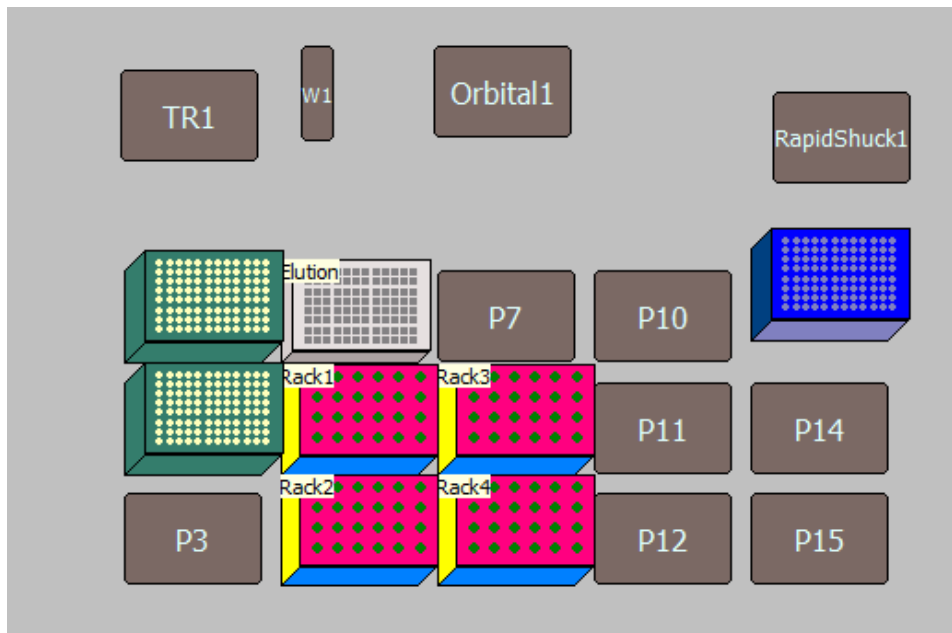 TR1
W1
Orbital1
RapidShuck1
Elution
P7
P10
Rack1
Rack3
P11
P14
Rack2
Rack4
P3
P12
P15